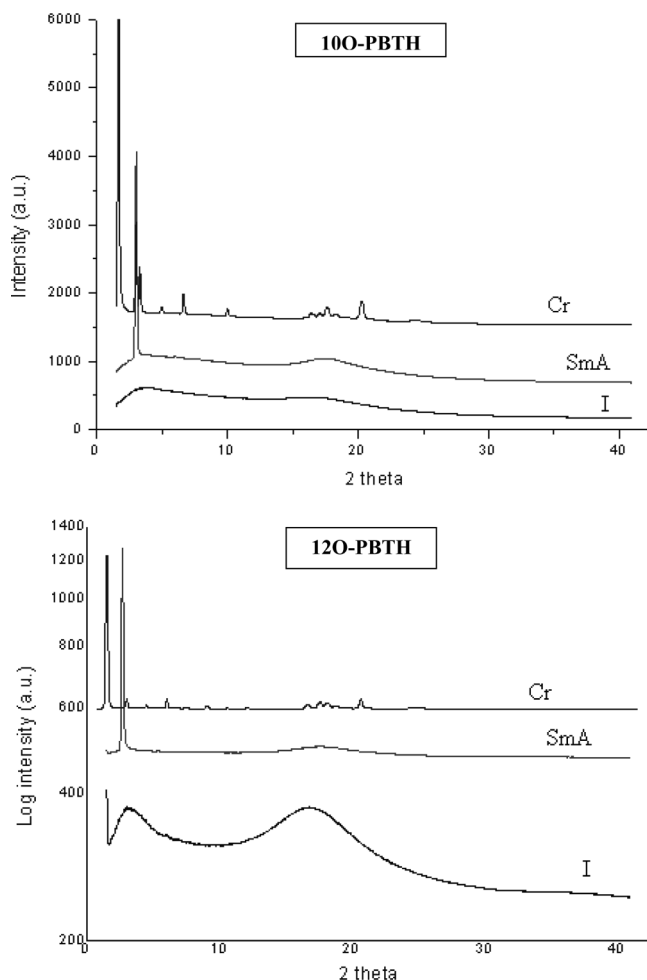 10O-PBTH
6000
5000
4000
3000
2000
1000
0
Intensity (a.u.)
Cr
SmA
I
0 10 20 30 40
2 theta
12O-PBTH
1400
1200
1000
800
600
400
200
Log intensity (a.u.)
Cr
SmA
I
0 10 20 30 40
2 theta